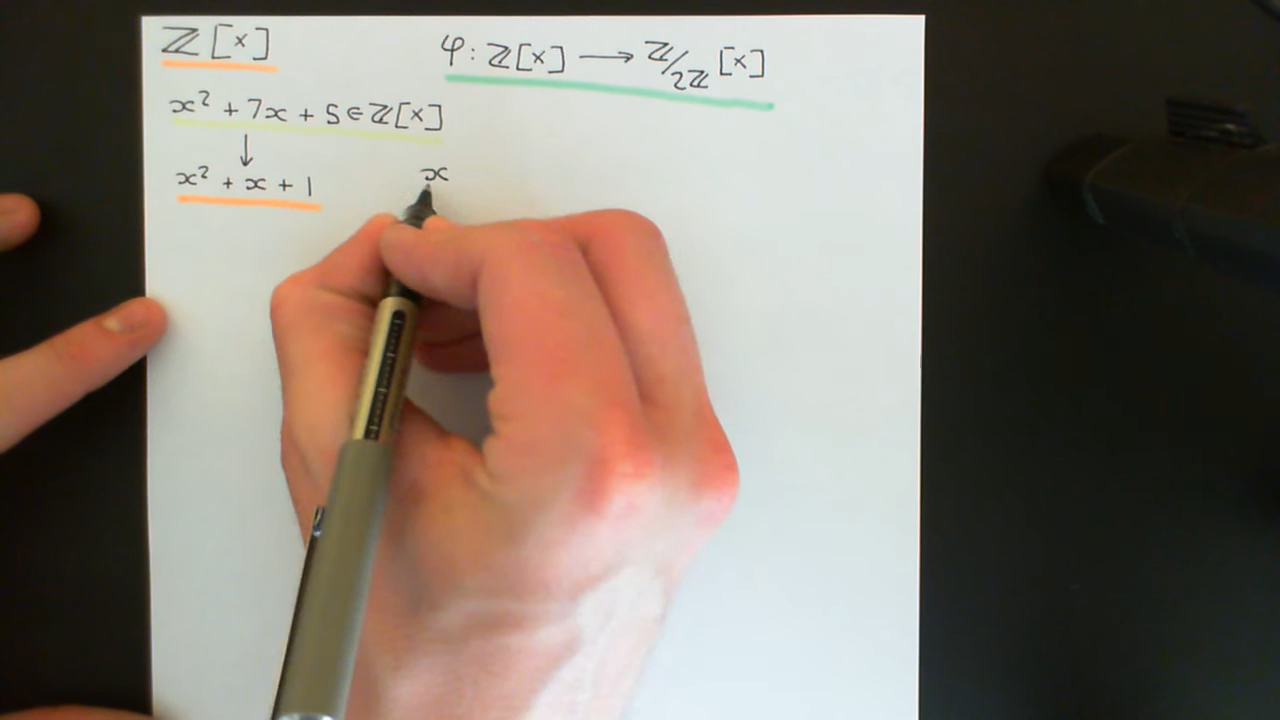 ℤ[x]
φ: ℤ[x] ⟶ ℤ/2ℤ [x]
x² + 7x + 5 ∈ ℤ[x]
↓
x² + x + 1
x